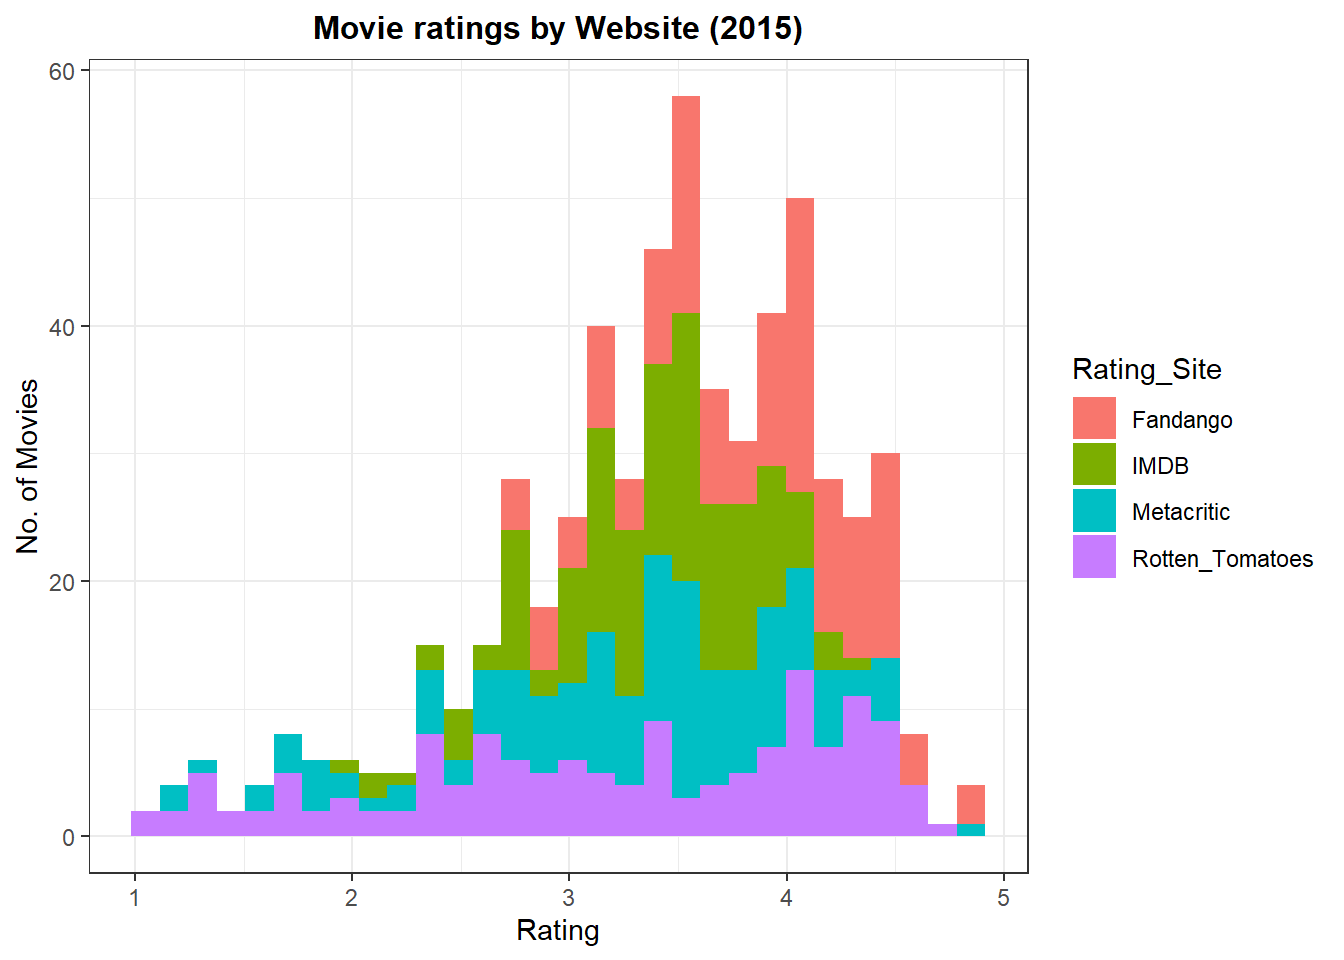 Movie ratings by Website (2015)
60
40
20
0
No. of Movies
1 2 3 4 5
Rating
Rating_Site
Fandango
IMDB
Metacritic
Rotten_Tomatoes